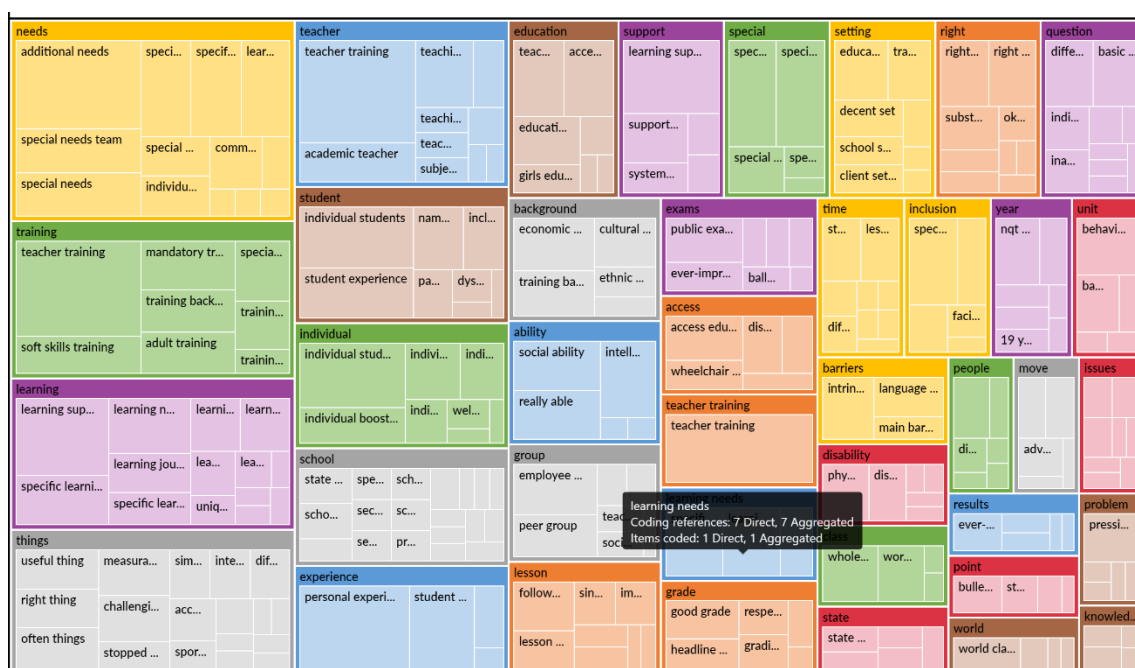 needs
additional needs
speci...
specif...
lear...
special needs team
special ...
comm...
special needs
individu...
training
teacher training
mandatory tr...
specia...
training back...
trainin...
soft skills training
adult training
trainin...
learning
learning sup...
learning n...
learni...
learn...
learning jou...
lea...
lea...
specific learni...
specific lear...
uniq...
things
useful thing
measura...
sim...
inte...
dif...
right thing
challengi...
acc...
often things
stopped ...
spor...
teacher
teacher training
teachi...
teachi...
academic teacher
teac...
subje...
student
individual students
nam...
incl...
student experience
pa...
dys...
individual
individual stud...
indivi...
indi...
individual boost...
indi...
wel...
school
state ...
spe...
sch...
scho...
sec...
sc...
se...
pr...
experience
personal experi...
student ...
education
teac...
acce...
educati...
girls edu...
support
learning sup...
support...
system...
special
spec...
speci...
special ...
spe...
setting
educa...
tra...
decent set
school s...
client set...
right
right...
right ...
subst...
ok...
question
diffe...
basic ...
indi...
ina...
background
economic ...
cultural ...
training ba...
ethnic ...
ability
social ability
intell...
really able
group
employee ...
peer group
teac
soci
lesson
follow...
sin...
im...
lesson ...
exams
public exa...
ever-impr...
ball...
access
access edu...
dis...
wheelchair ...
teacher training
teacher training
learning needs
learning needs
Coding references: 7 Direct, 7 Aggregated
Items coded: 1 Direct, 1 Aggregated
grade
good grade
respe...
headline ...
gradi...
time
st...
les...
dif...
inclusion
spec...
faci...
year
nqt ...
19 y...
unit
behavi...
ba...
barriers
intrin...
language ...
main bar...
people
di...
move
adv...
issues
disability
phy...
dis...
class
whole...
wor...
state
state ...
results
ever-...
problem
pressi...
point
bulle...
st...
world
world cla...
knowled...